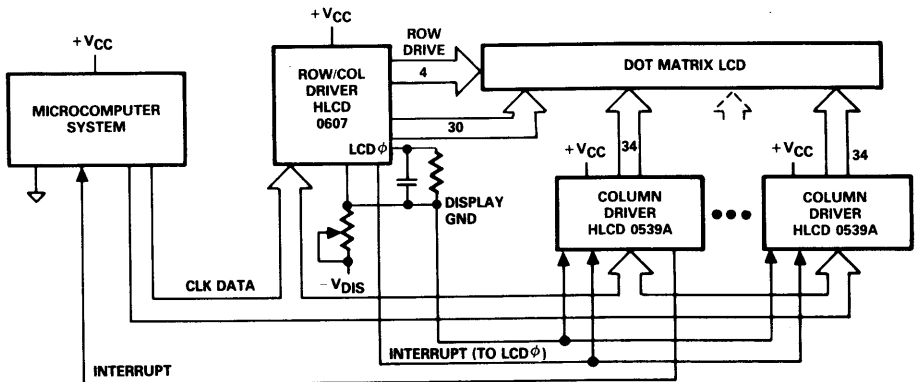 +VCC
MICROCOMPUTER
SYSTEM
+VCC
ROW/COL
DRIVER
HLCD
0607
LCDϕ
ROW
DRIVE
4
30
DOT MATRIX LCD
DISPLAY
GND
-VDIS
+VCC
34
COLUMN
DRIVER
HLCD 0539A
+VCC
34
COLUMN
DRIVER
HLCD 0539A
CLK DATA
INTERRUPT (TO LCDϕ)
INTERRUPT